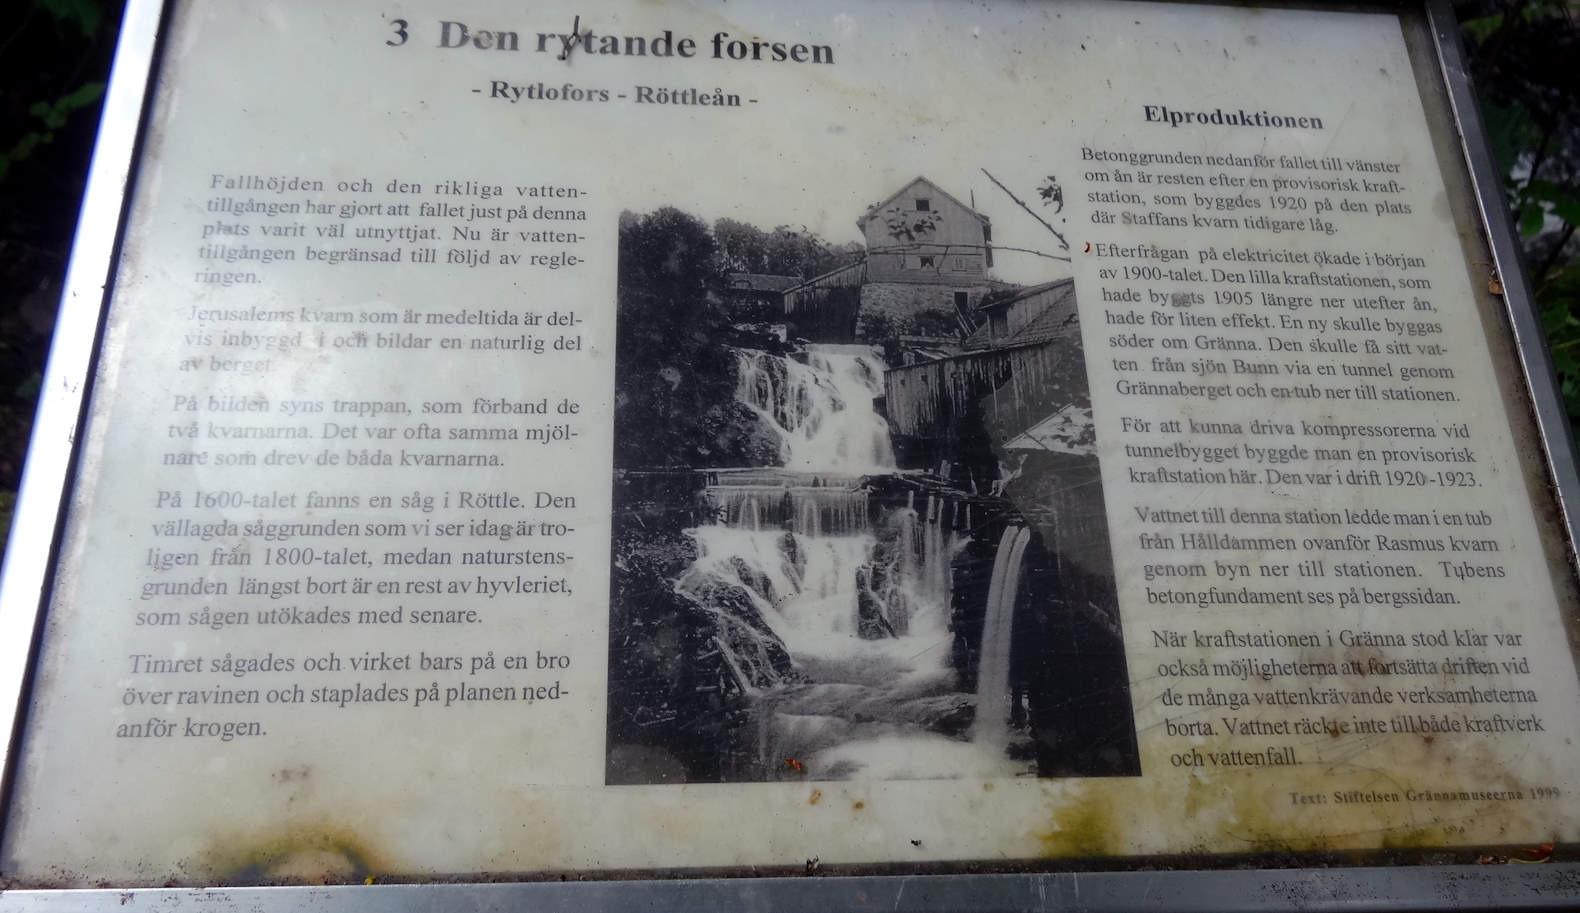 3 Den rytande forsen
- Rytlofors - Röttleån -
Fallhöjden och den rikliga vatten-
tillgången har gjort att fallet just på denna
plats varit väl utnyttjat. Nu är vatten-
tillgången begränsad till följd av regle-
ringen.
Jerusalems kvarn som är medeltida är del-
vis inbyggd i och bildar en naturlig del
av berget.
På bilden syns trappan, som förband de
två kvarnarna. Det var ofta samma mjöl-
nare som drev de båda kvarnarna.
På 1600-talet fanns en såg i Röttle. Den
vällagda såggrunden som vi ser idag är tro-
ligen från 1800-talet, medan naturstens-
grunden längst bort är en rest av hyvleriet,
som sågen utökades med senare.
Timret sågades och virket bars på en bro
över ravinen och staplades på planen ned-
anför krogen.
Elproduktionen
Betonggrunden nedanför fallet till vänster
om ån är resten efter en provisorisk kraft-
station, som byggdes 1920 på den plats
där Staffans kvarn tidigare låg.
Efterfrågan på elektricitet ökade i början
av 1900-talet. Den lilla kraftstationen, som
hade byggts 1905 längre ner utefter ån,
hade för liten effekt. En ny skulle byggas
söder om Gränna. Den skulle få sitt vat-
ten från sjön Bunn via en tunnel genom
Grännaberget och en tub ner till stationen.
För att kunna driva kompressorerna vid
tunnelbygget byggde man en provisorisk
kraftstation här. Den var i drift 1920 -1923.
Vattnet till denna station ledde man i en tub
från Hålldammen ovanför Rasmus kvarn
genom byn ner till stationen. Tubens
betongfundament ses på bergssidan.
När kraftstationen i Gränna stod klar var
också möjligheterna att fortsätta driften vid
de många vattenkrävande verksamheterna
borta. Vattnet räckte inte till både kraftverk
och vattenfall.
Text: Stiftelsen Grännamuseerna 1999